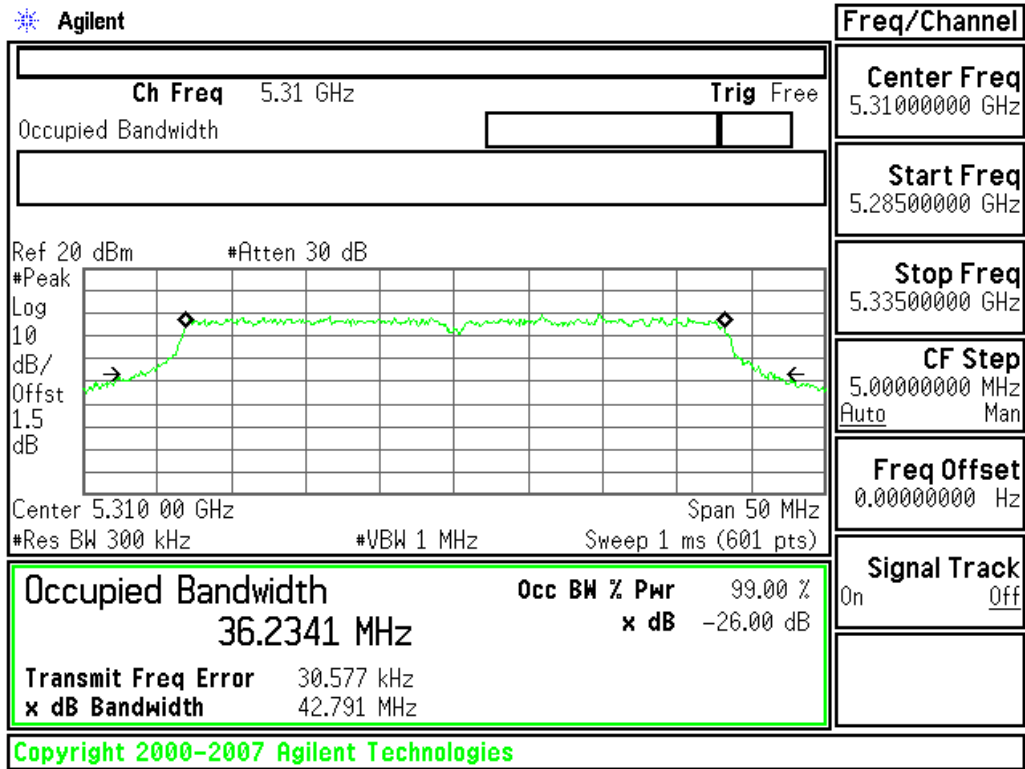 Agilent
Freq/Channel
Ch Freq 5.31 GHz Trig Free
Occupied Bandwidth
Center Freq
5.31000000 GHz
Start Freq
5.28500000 GHz
Stop Freq
5.33500000 GHz
CF Step
5.00000000 MHz
Auto Man
Freq Offset
0.00000000 Hz
Signal Track
On Off
Ref 20 dBm #Atten 30 dB
#Peak
Log
10
dB/
Offst
1.5
dB
Center 5.310 00 GHz Span 50 MHz
#Res BW 300 kHz #VBW 1 MHz Sweep 1 ms (601 pts)
Occupied Bandwidth Occ BW % Pwr 99.00 %
36.2341 MHz x dB -26.00 dB
Transmit Freq Error 30.577 kHz
x dB Bandwidth 42.791 MHz
Copyright 2000-2007 Agilent Technologies